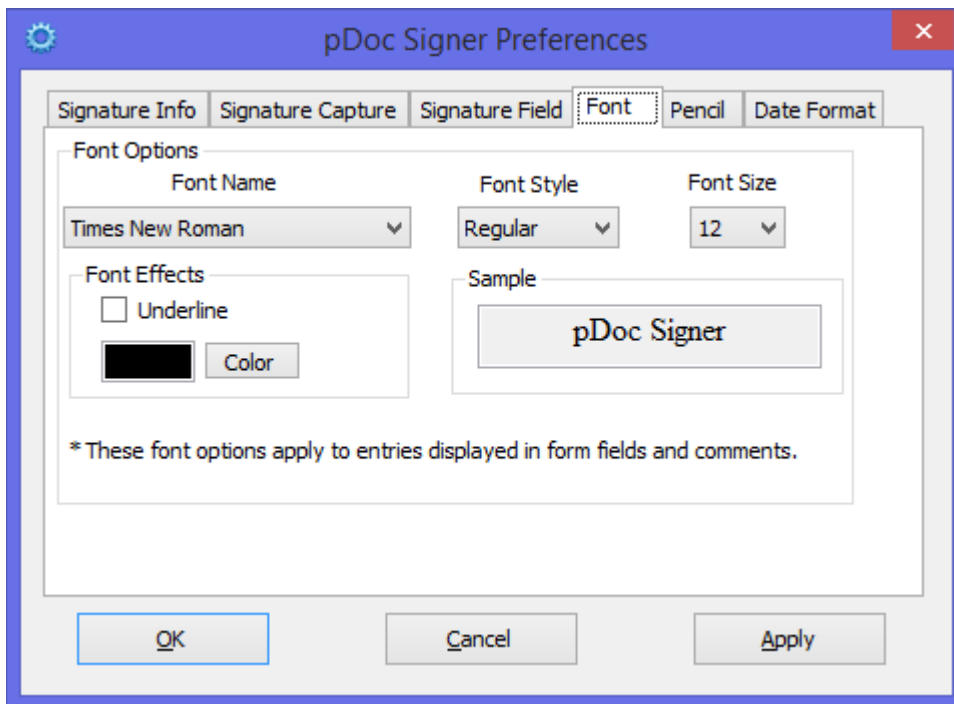 pDoc Signer Preferences
Signature Info Signature Capture Signature Field Font Pencil Date Format
Font Options
Font Name Font Style Font Size
Times New Roman Regular 12
Font Effects Sample
Underline
pDoc Signer
Color
* These font options apply to entries displayed in form fields and comments.
OK Cancel Apply